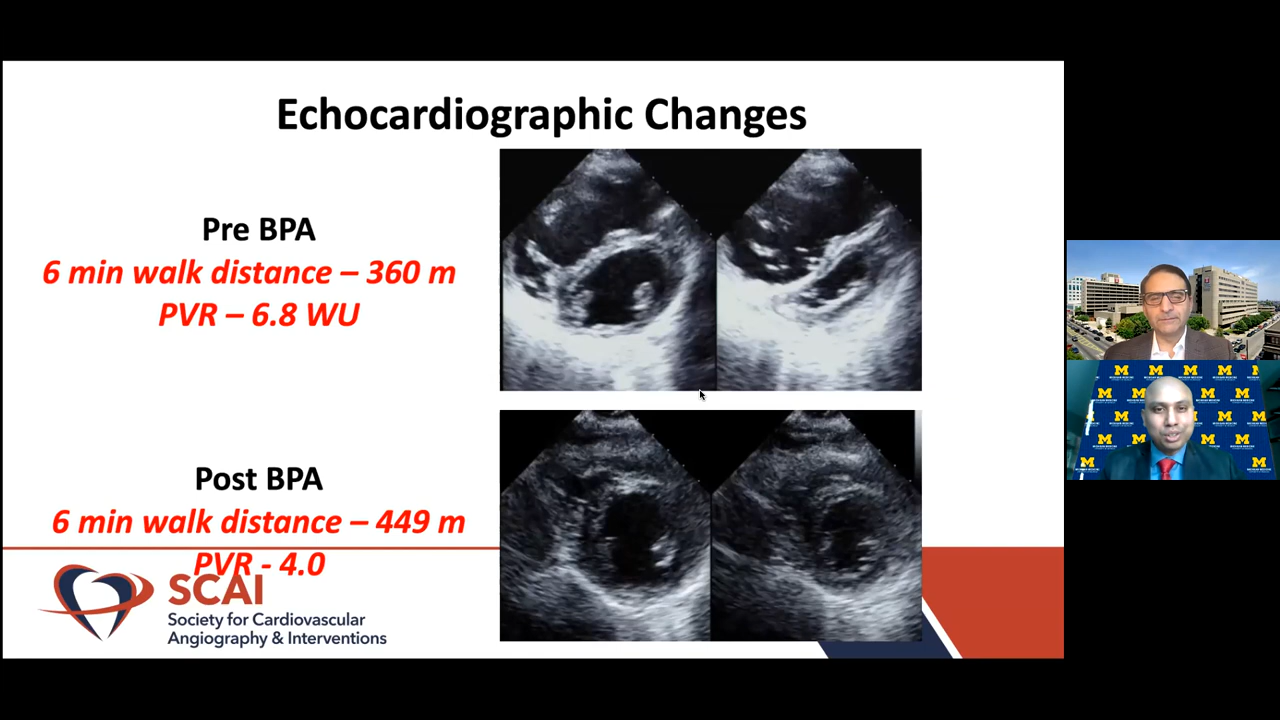 Echocardiographic Changes
Pre BPA
6 min walk distance – 360 m
PVR – 6.8 WU
Post BPA
6 min walk distance – 449 m
PVR - 4.0
SCAI
Society for Cardiovascular
Angiography & Interventions